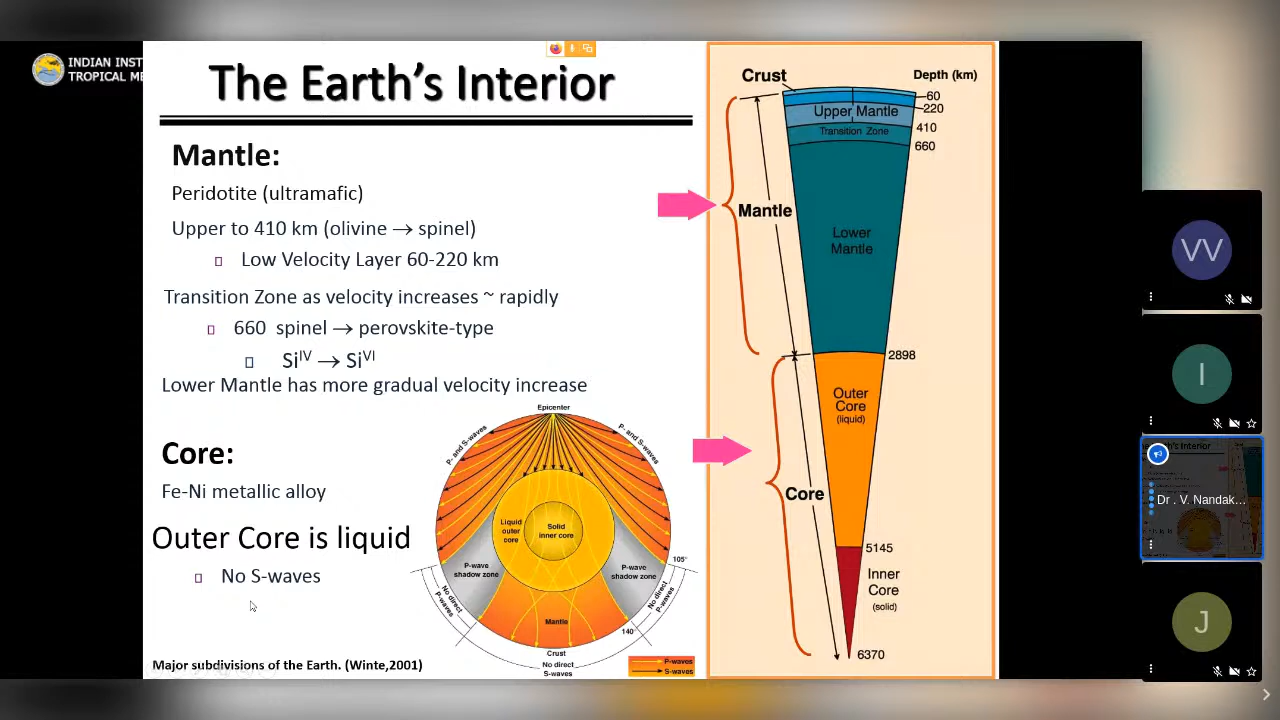 INDIAN INST
TROPICAL ME
The Earth's Interior
Mantle:
Peridotite (ultramafic)
Upper to 410 km (olivine → spinel)
Low Velocity Layer 60-220 km
Transition Zone as velocity increases ~ rapidly
660 spinel → perovskite-type
Si^IV → Si^VI
Lower Mantle has more gradual velocity increase
Core:
Fe-Ni metallic alloy
Outer Core is liquid
No S-waves
Major subdivisions of the Earth. (Winte,2001)
Epicenter
P- and S-waves
P- and S-waves
Liquid
outer
core
Solid
inner core
P-wave
shadow zone
P-wave
shadow zone
105°
No direct
P-waves
No direct
P-waves
Mantle
140°
Crust
No direct
S-waves
P-waves
S-waves
Crust
Depth (km)
60
220
Upper Mantle
410
Transition Zone
660
Mantle
Lower
Mantle
2898
Outer
Core
(liquid)
Core
5145
Inner
Core
(solid)
6370
VV
I
Dr . V. Nandak...
J